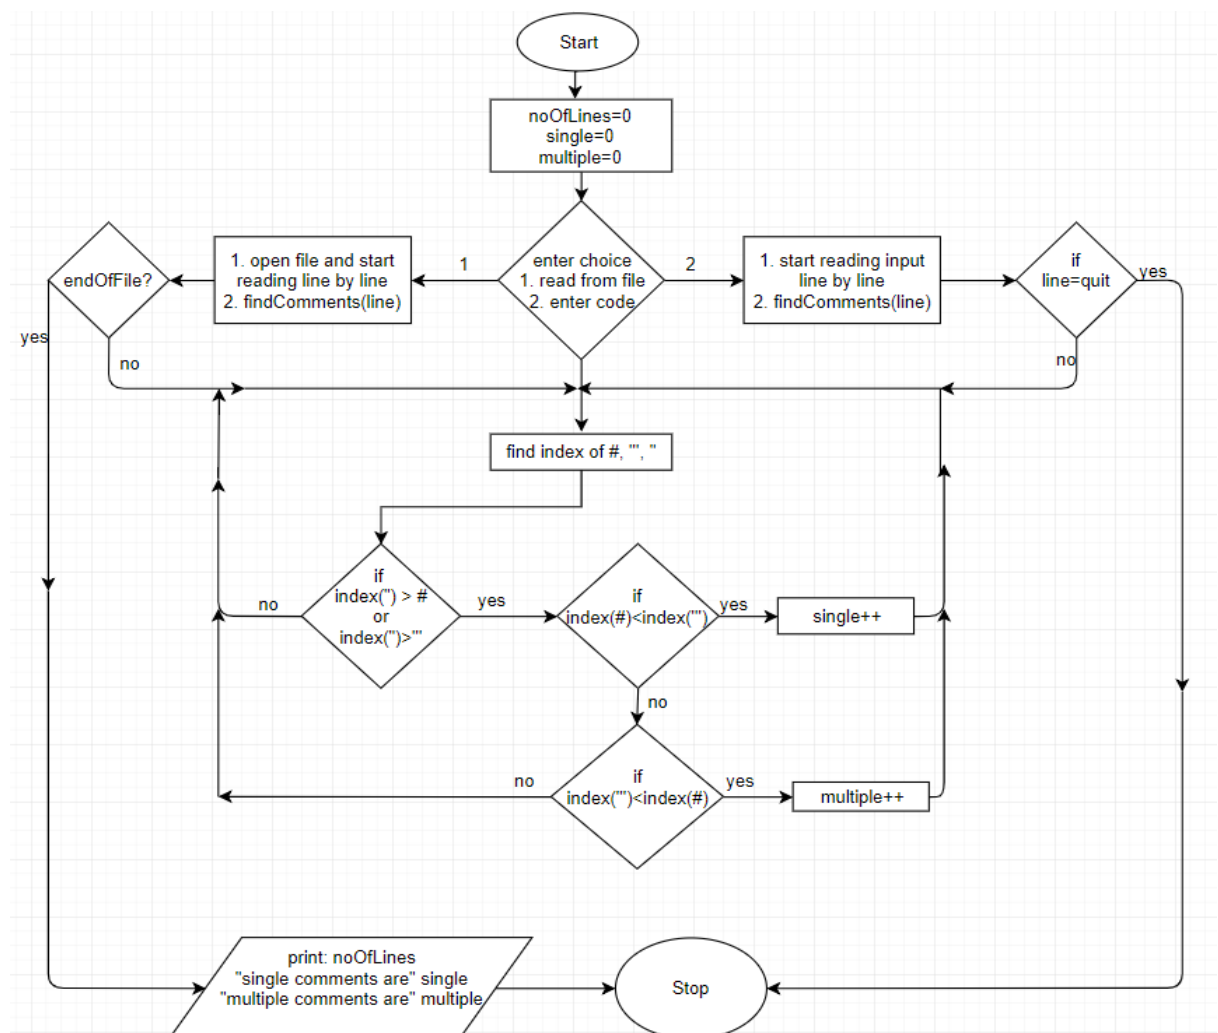 Start
noOfLines=0
single=0
multiple=0
enter choice
1. read from file
2. enter code
1
2
1. open file and start
reading line by line
2. findComments(line)
endOfFile?
yes
no
1. start reading input
line by line
2. findComments(line)
if
line=quit
yes
no
find index of #, "', "
if
index(") > #
or
index(")>"'
no
yes
if
index(#)<index("')
yes
single++
no
if
index("')<index(#)
no
yes
multiple++
print: noOfLines
"single comments are" single
"multiple comments are" multiple
Stop